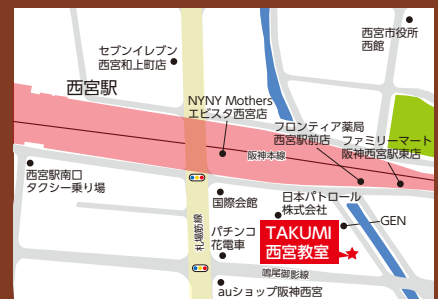 西宮市役所
西館
セブンイレブン
西宮和上町店
西宮駅
NYNY Mothers
エビスタ西宮店
フロンティア薬局
西宮駅前店
ファミリーマート
阪神西宮駅東店
阪神本線
西宮駅南口
タクシー乗り場
国際会館
日本パトロール
株式会社
GEN
札場筋線
パチンコ
花電車
TAKUMI
西宮教室
鳴尾御影線
auショップ阪神西宮